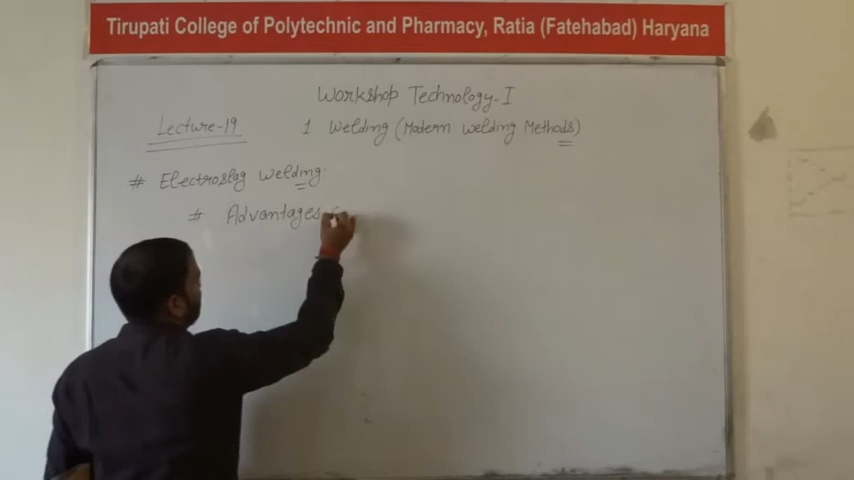 Tirupati College of Polytechnic and Pharmacy, Ratia (Fatehabad) Haryana
Workshop Technology-I
Lecture-19 1 Welding (Modern welding Methods)
# Electroslag welding:
# Advantages